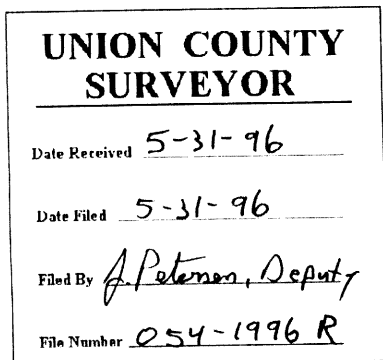 UNION COUNTY
SURVEYOR
Date Received 5-31-96
Date Filed 5-31-96
Filed By J. Petersen, Deputy
File Number 054-1996 R